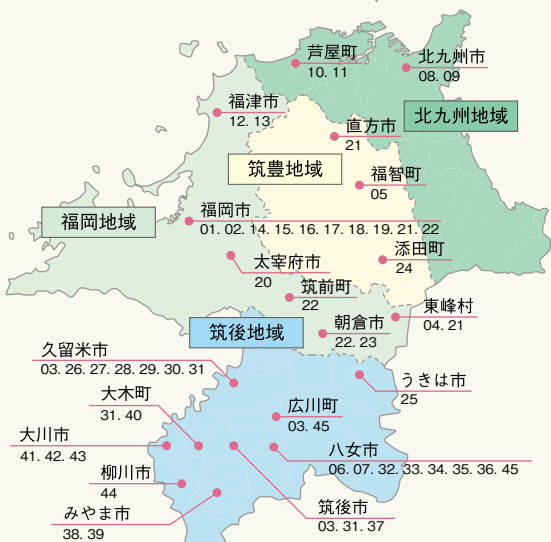 芦屋町
10. 11
北九州市
08. 09
福津市
12. 13
北九州地域
直方市
21
筑豊地域
福智町
05
福岡地域
福岡市
01. 02. 14. 15. 16. 17. 18. 19. 21. 22
添田町
24
太宰府市
20
筑前町
22
東峰村
04. 21
朝倉市
22. 23
筑後地域
久留米市
03. 26. 27. 28. 29. 30. 31
うきは市
25
大木町
31. 40
広川町
03. 45
大川市
41. 42. 43
八女市
06. 07. 32. 33. 34. 35. 36. 45
柳川市
44
筑後市
03. 31. 37
みやま市
38. 39